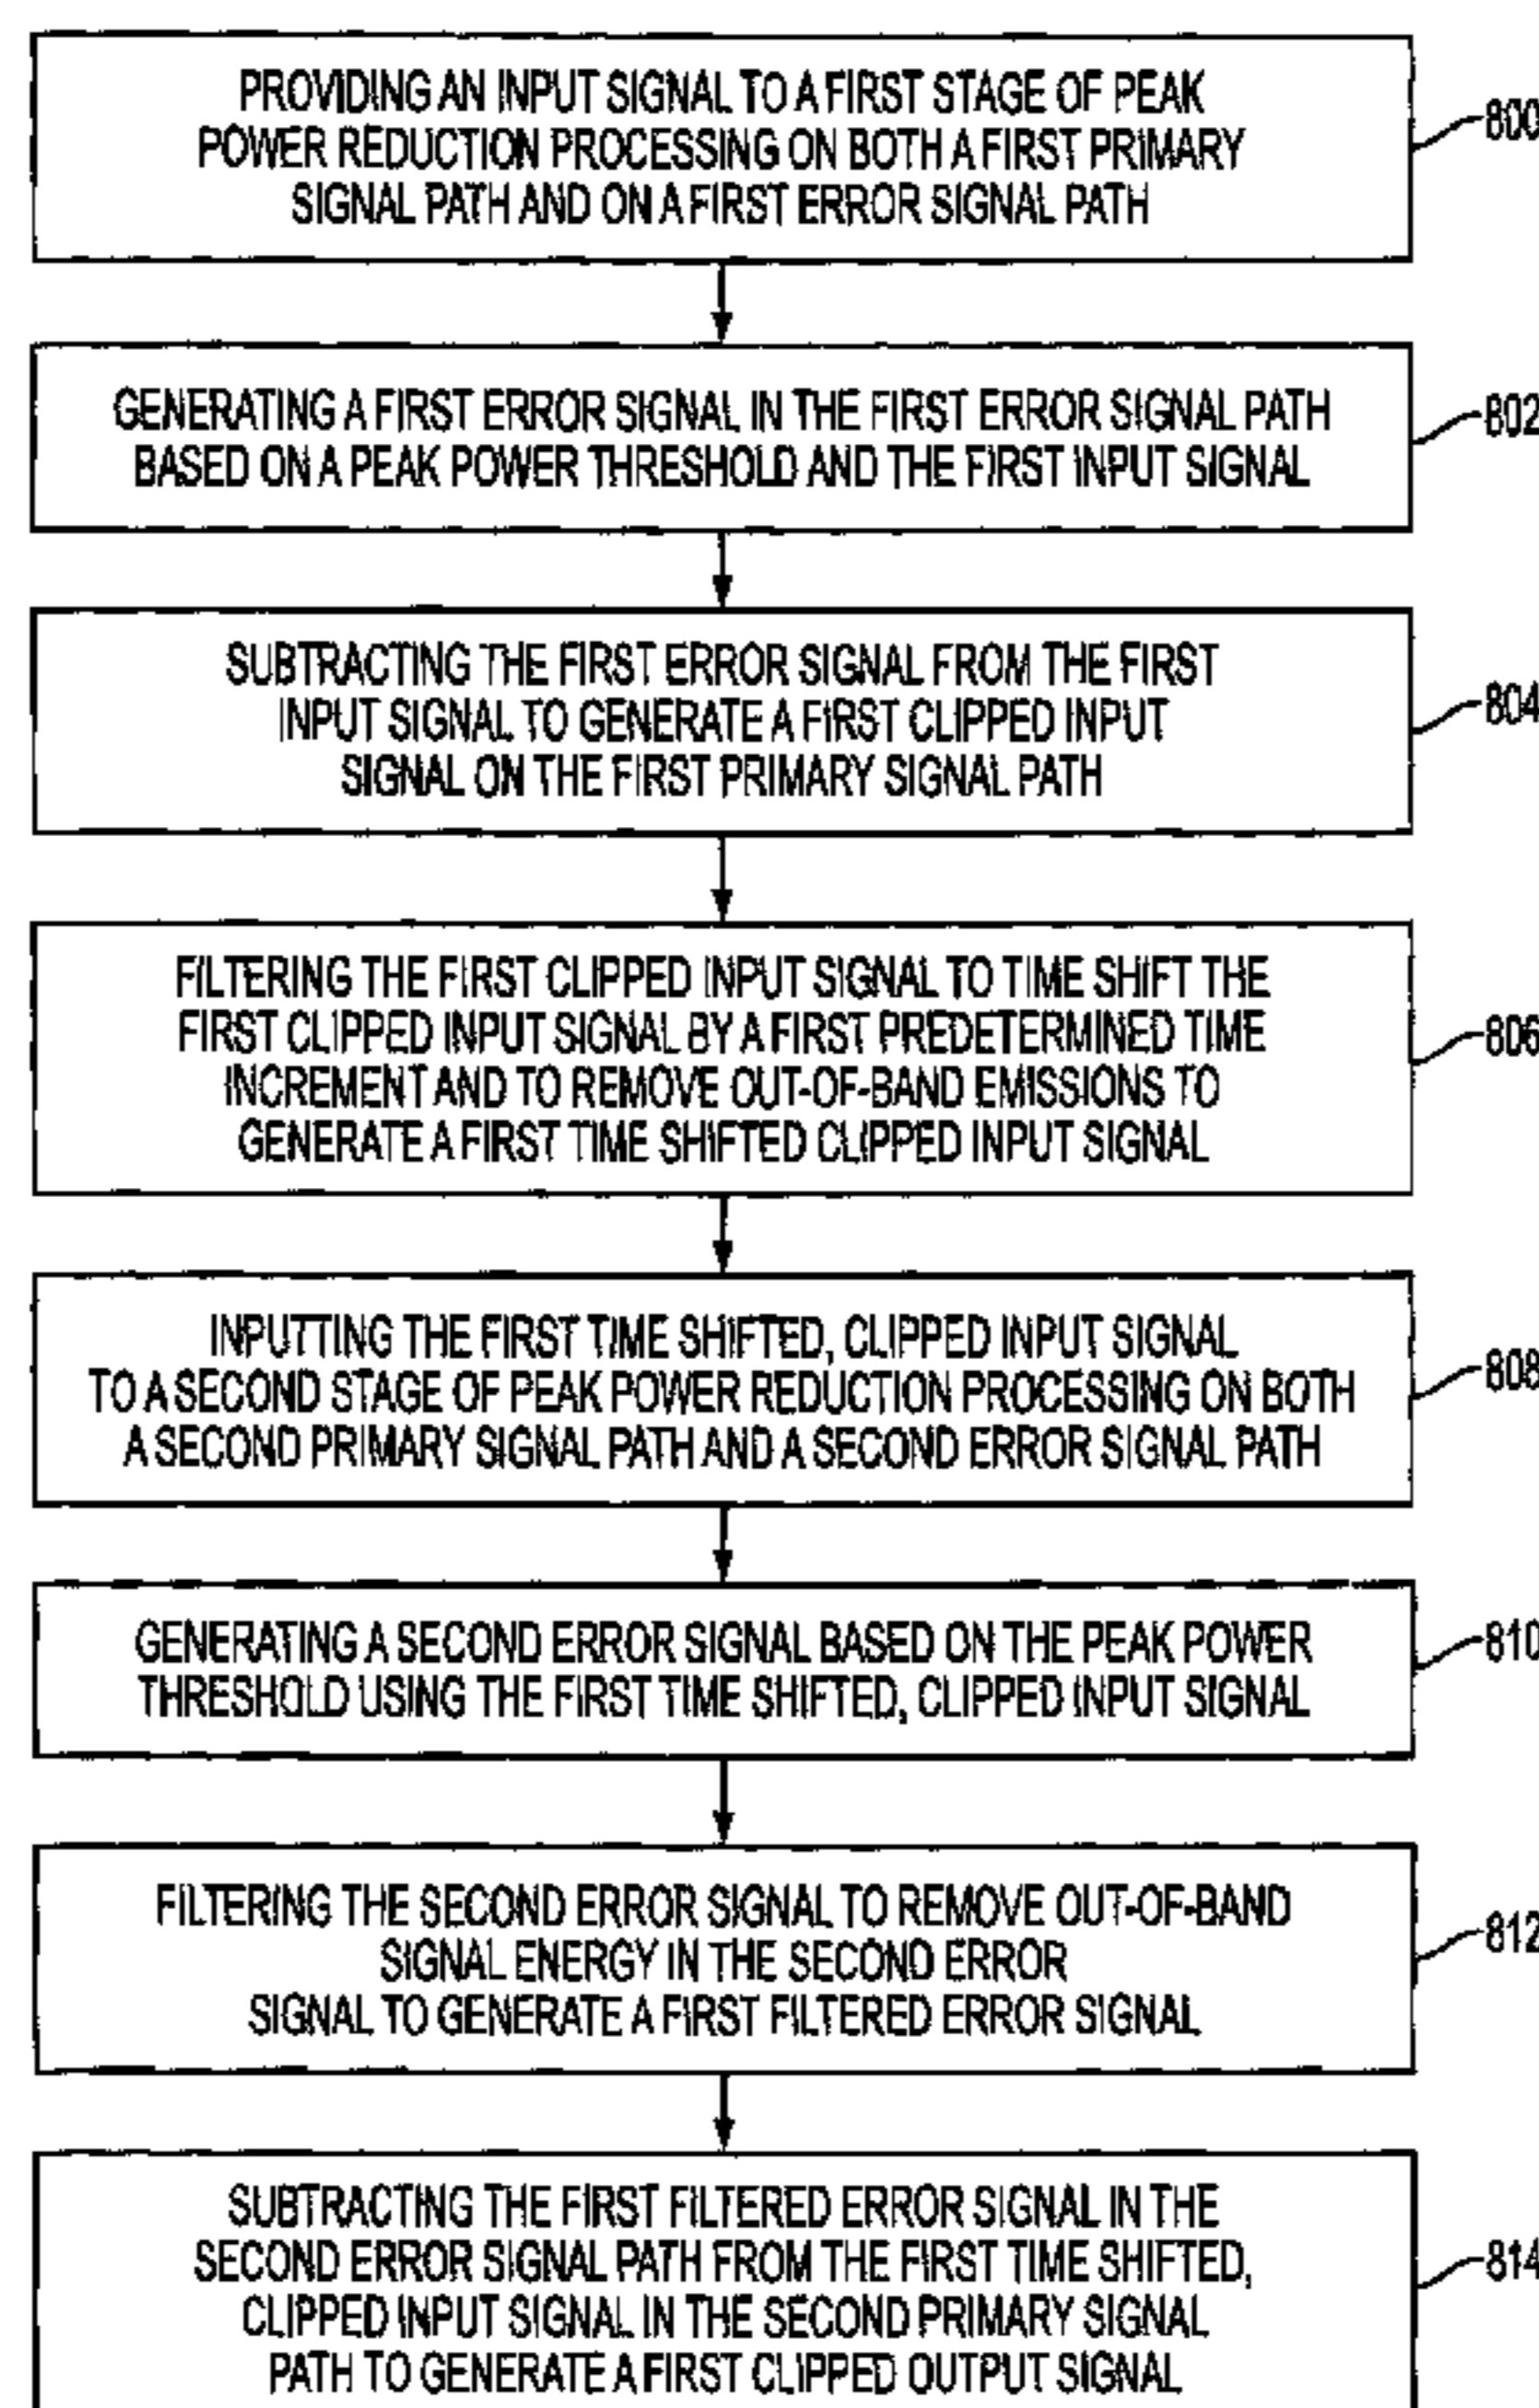 PROVIDING AN INPUT SIGNAL TO A FIRST STAGE OF PEAK
POWER REDUCTION PROCESSING ON BOTH A FIRST PRIMARY
SIGNAL PATH AND ON A FIRST ERROR SIGNAL PATH
800
GENERATING A FIRST ERROR SIGNAL IN THE FIRST ERROR SIGNAL PATH
BASED ON A PEAK POWER THRESHOLD AND THE FIRST INPUT SIGNAL
802
SUBTRACTING THE FIRST ERROR SIGNAL FROM THE FIRST
INPUT SIGNAL TO GENERATE A FIRST CLIPPED INPUT
SIGNAL ON THE FIRST PRIMARY SIGNAL PATH
804
FILTERING THE FIRST CLIPPED INPUT SIGNAL TO TIME SHIFT THE
FIRST CLIPPED INPUT SIGNAL BY A FIRST PREDETERMINED TIME
INCREMENT AND TO REMOVE OUT-OF-BAND EMISSIONS TO
GENERATE A FIRST TIME SHIFTED CLIPPED INPUT SIGNAL
806
INPUTTING THE FIRST TIME SHIFTED, CLIPPED INPUT SIGNAL
TO A SECOND STAGE OF PEAK POWER REDUCTION PROCESSING ON BOTH
A SECOND PRIMARY SIGNAL PATH AND A SECOND ERROR SIGNAL PATH
808
GENERATING A SECOND ERROR SIGNAL BASED ON THE PEAK POWER
THRESHOLD USING THE FIRST TIME SHIFTED, CLIPPED INPUT SIGNAL
810
FILTERING THE SECOND ERROR SIGNAL TO REMOVE OUT-OF-BAND
SIGNAL ENERGY IN THE SECOND ERROR
SIGNAL TO GENERATE A FIRST FILTERED ERROR SIGNAL
812
SUBTRACTING THE FIRST FILTERED ERROR SIGNAL IN THE
SECOND ERROR SIGNAL PATH FROM THE FIRST TIME SHIFTED,
CLIPPED INPUT SIGNAL IN THE SECOND PRIMARY SIGNAL
PATH TO GENERATE A FIRST CLIPPED OUTPUT SIGNAL
814